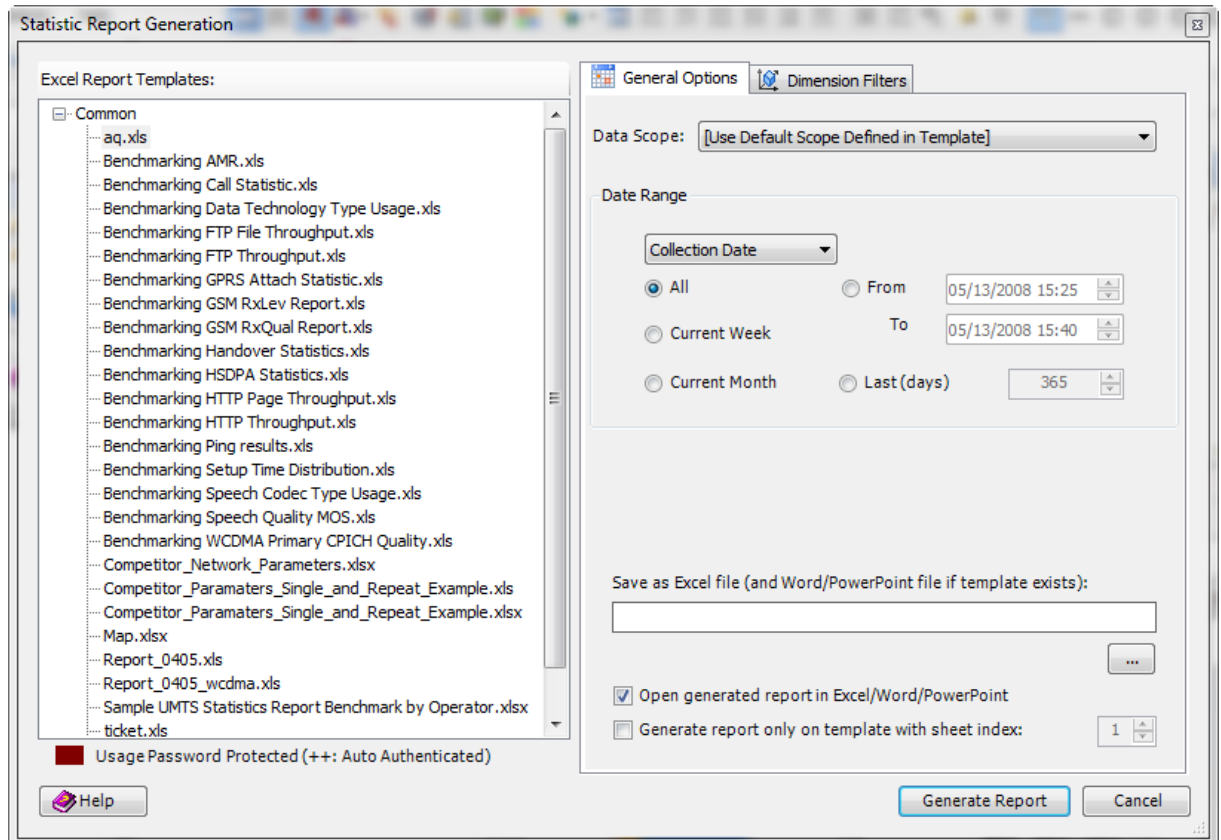 Statistic Report Generation
Excel Report Templates:
Common
aq.xls
Benchmarking AMR.xls
Benchmarking Call Statistic.xls
Benchmarking Data Technology Type Usage.xls
Benchmarking FTP File Throughput.xls
Benchmarking FTP Throughput.xls
Benchmarking GPRS Attach Statistic.xls
Benchmarking GSM RxLev Report.xls
Benchmarking GSM RxQual Report.xls
Benchmarking Handover Statistics.xls
Benchmarking HSDPA Statistics.xls
Benchmarking HTTP Page Throughput.xls
Benchmarking HTTP Throughput.xls
Benchmarking Ping results.xls
Benchmarking Setup Time Distribution.xls
Benchmarking Speech Codec Type Usage.xls
Benchmarking Speech Quality MOS.xls
Benchmarking WCDMA Primary CPICH Quality.xls
Competitor_Network_Parameters.xlsx
Competitor_Paramaters_Single_and_Repeat_Example.xls
Competitor_Paramaters_Single_and_Repeat_Example.xlsx
Map.xlsx
Report_0405.xls
Report_0405_wcdma.xls
Sample UMTS Statistics Report Benchmark by Operator.xlsx
ticket.xls
Usage Password Protected (++: Auto Authenticated)
Help
General Options
Dimension Filters
Data Scope: [Use Default Scope Defined in Template]
Date Range
Collection Date
All
From 05/13/2008 15:25
Current Week
To 05/13/2008 15:40
Current Month
Last (days) 365
Save as Excel file (and Word/PowerPoint file if template exists):
...
Open generated report in Excel/Word/PowerPoint
Generate report only on template with sheet index: 1
Generate Report
Cancel